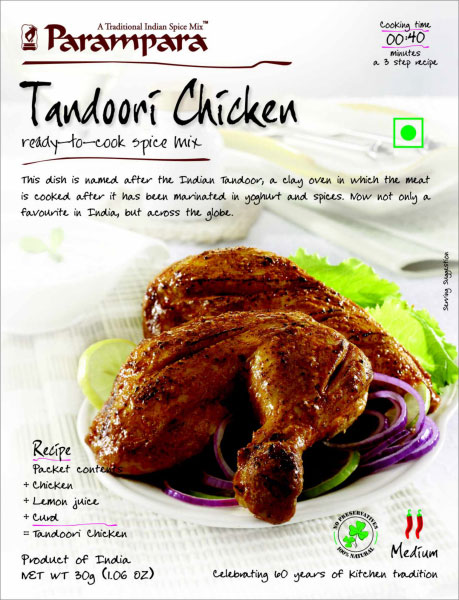 A Traditional Indian Spice Mix™
Parampara
Cooking time
00:40
minutes
a 3 step recipe
Tandoori Chicken
ready-to-cook spice mix
This dish is named after the Indian Tandoor, a clay oven in which the meat
is cooked after it has been marinated in yoghurt and spices. Now not only a
favourite in India, but across the globe.
Serving Suggestion
Recipe
Packet contents
+ Chicken
+ Lemon juice
+ Curd
= Tandoori Chicken
NO PRESERVATIVES
100% NATURAL
Medium
Product of India
NET WT 30g (1.06 OZ)
Celebrating 60 years of kitchen tradition